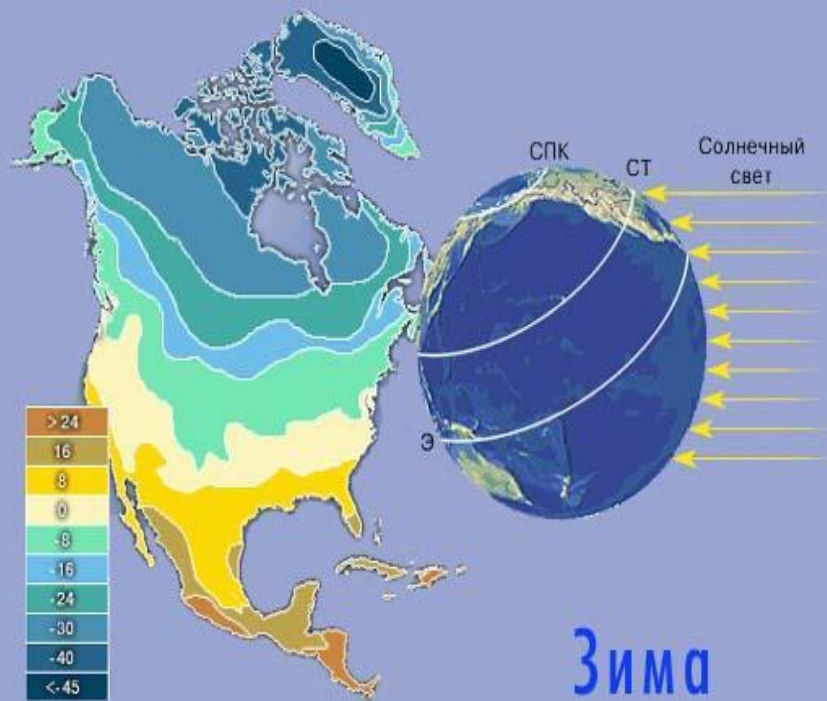 СПК
СТ
Солнечный
свет
Э
>24
16
8
0
-8
-16
-24
-30
-40
<-45
Зима